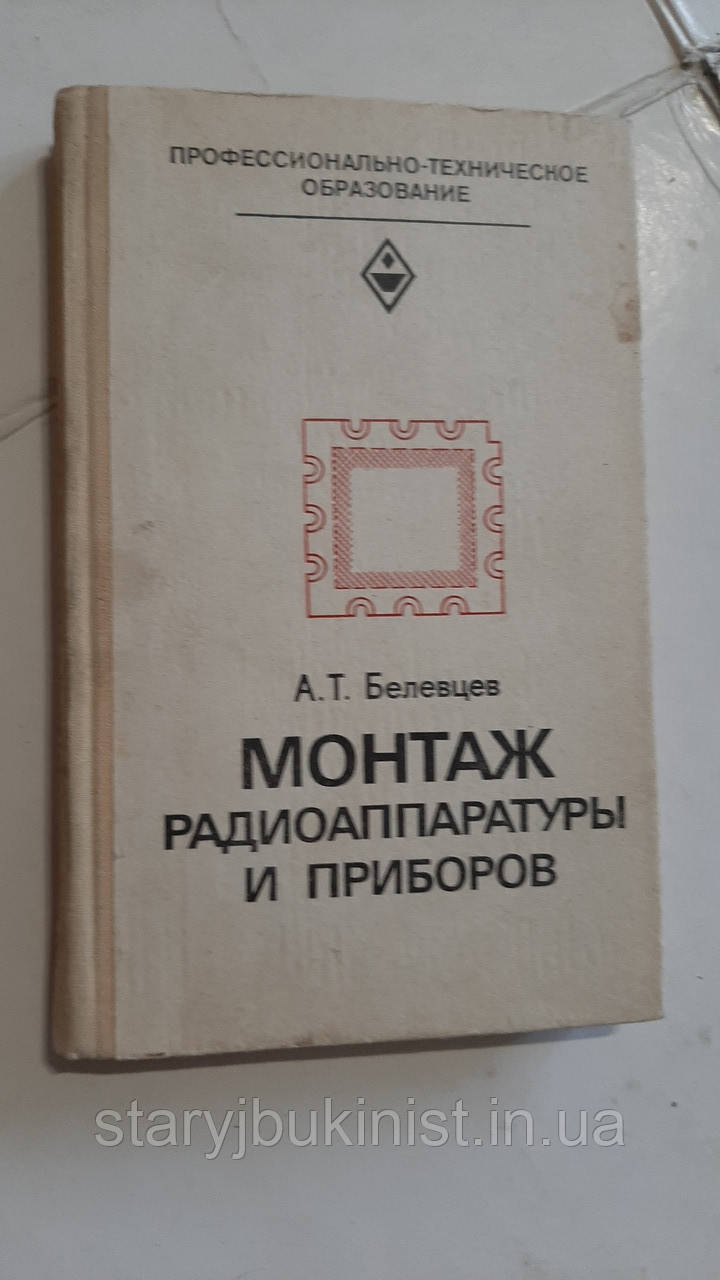 ПРОФЕССИОНАЛЬНО-ТЕХНИЧЕСКОЕ
ОБРАЗОВАНИЕ
А.Т. Белевцев
МОНТАЖ
РАДИОАППАРАТУРЫ
И ПРИБОРОВ
staryjbukinist.in.ua